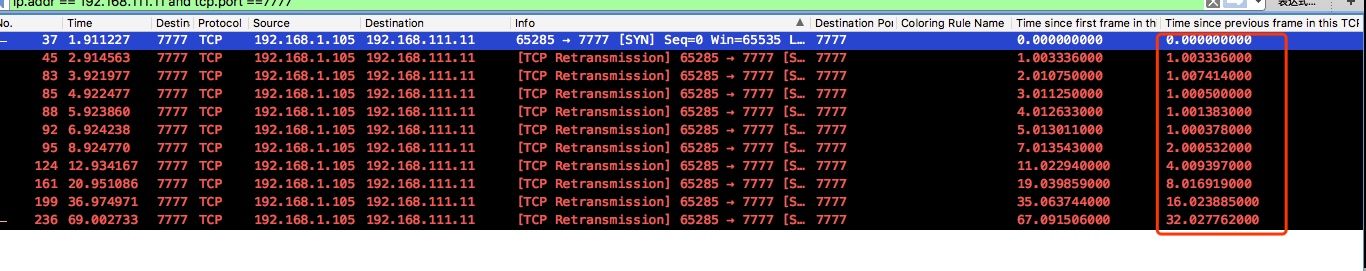 ip.addr == 192.168.111.11 and tcp.port ==7777 表达式… +
No. Time Destin Protocol Source Destination Info Destination Por Coloring Rule Name Time since first frame in th Time since previous frame in this TCP
37 1.911227 7777 TCP 192.168.1.105 192.168.111.11 65285 → 7777 [SYN] Seq=0 Win=65535 L… 7777 0.000000000 0.000000000
45 2.914563 7777 TCP 192.168.1.105 192.168.111.11 [TCP Retransmission] 65285 → 7777 [S… 7777 1.003336000 1.003336000
83 3.921977 7777 TCP 192.168.1.105 192.168.111.11 [TCP Retransmission] 65285 → 7777 [S… 7777 2.010750000 1.007414000
85 4.922477 7777 TCP 192.168.1.105 192.168.111.11 [TCP Retransmission] 65285 → 7777 [S… 7777 3.011250000 1.000500000
88 5.923860 7777 TCP 192.168.1.105 192.168.111.11 [TCP Retransmission] 65285 → 7777 [S… 7777 4.012633000 1.001383000
92 6.924238 7777 TCP 192.168.1.105 192.168.111.11 [TCP Retransmission] 65285 → 7777 [S… 7777 5.013011000 1.000378000
95 8.924770 7777 TCP 192.168.1.105 192.168.111.11 [TCP Retransmission] 65285 → 7777 [S… 7777 7.013543000 2.000532000
124 12.934167 7777 TCP 192.168.1.105 192.168.111.11 [TCP Retransmission] 65285 → 7777 [S… 7777 11.022940000 4.009397000
161 20.951086 7777 TCP 192.168.1.105 192.168.111.11 [TCP Retransmission] 65285 → 7777 [S… 7777 19.039859000 8.016919000
199 36.974971 7777 TCP 192.168.1.105 192.168.111.11 [TCP Retransmission] 65285 → 7777 [S… 7777 35.063744000 16.023885000
236 69.002733 7777 TCP 192.168.1.105 192.168.111.11 [TCP Retransmission] 65285 → 7777 [S… 7777 67.091506000 32.027762000